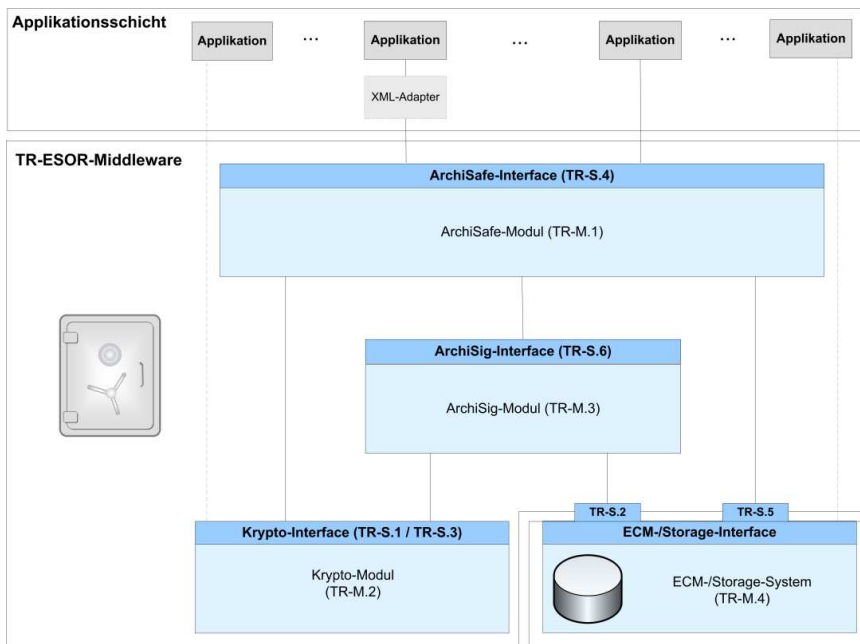 Applikationsschicht
Applikation ... Applikation ... Applikation ... Applikation
XML-Adapter
TR-ESOR-Middleware
ArchiSafe-Interface (TR-S.4)
ArchiSafe-Modul (TR-M.1)
ArchiSig-Interface (TR-S.6)
ArchiSig-Modul (TR-M.3)
TR-S.2
TR-S.5
Krypto-Interface (TR-S.1 / TR-S.3)
Krypto-Modul
(TR-M.2)
ECM-/Storage-Interface
ECM-/Storage-System
(TR-M.4)